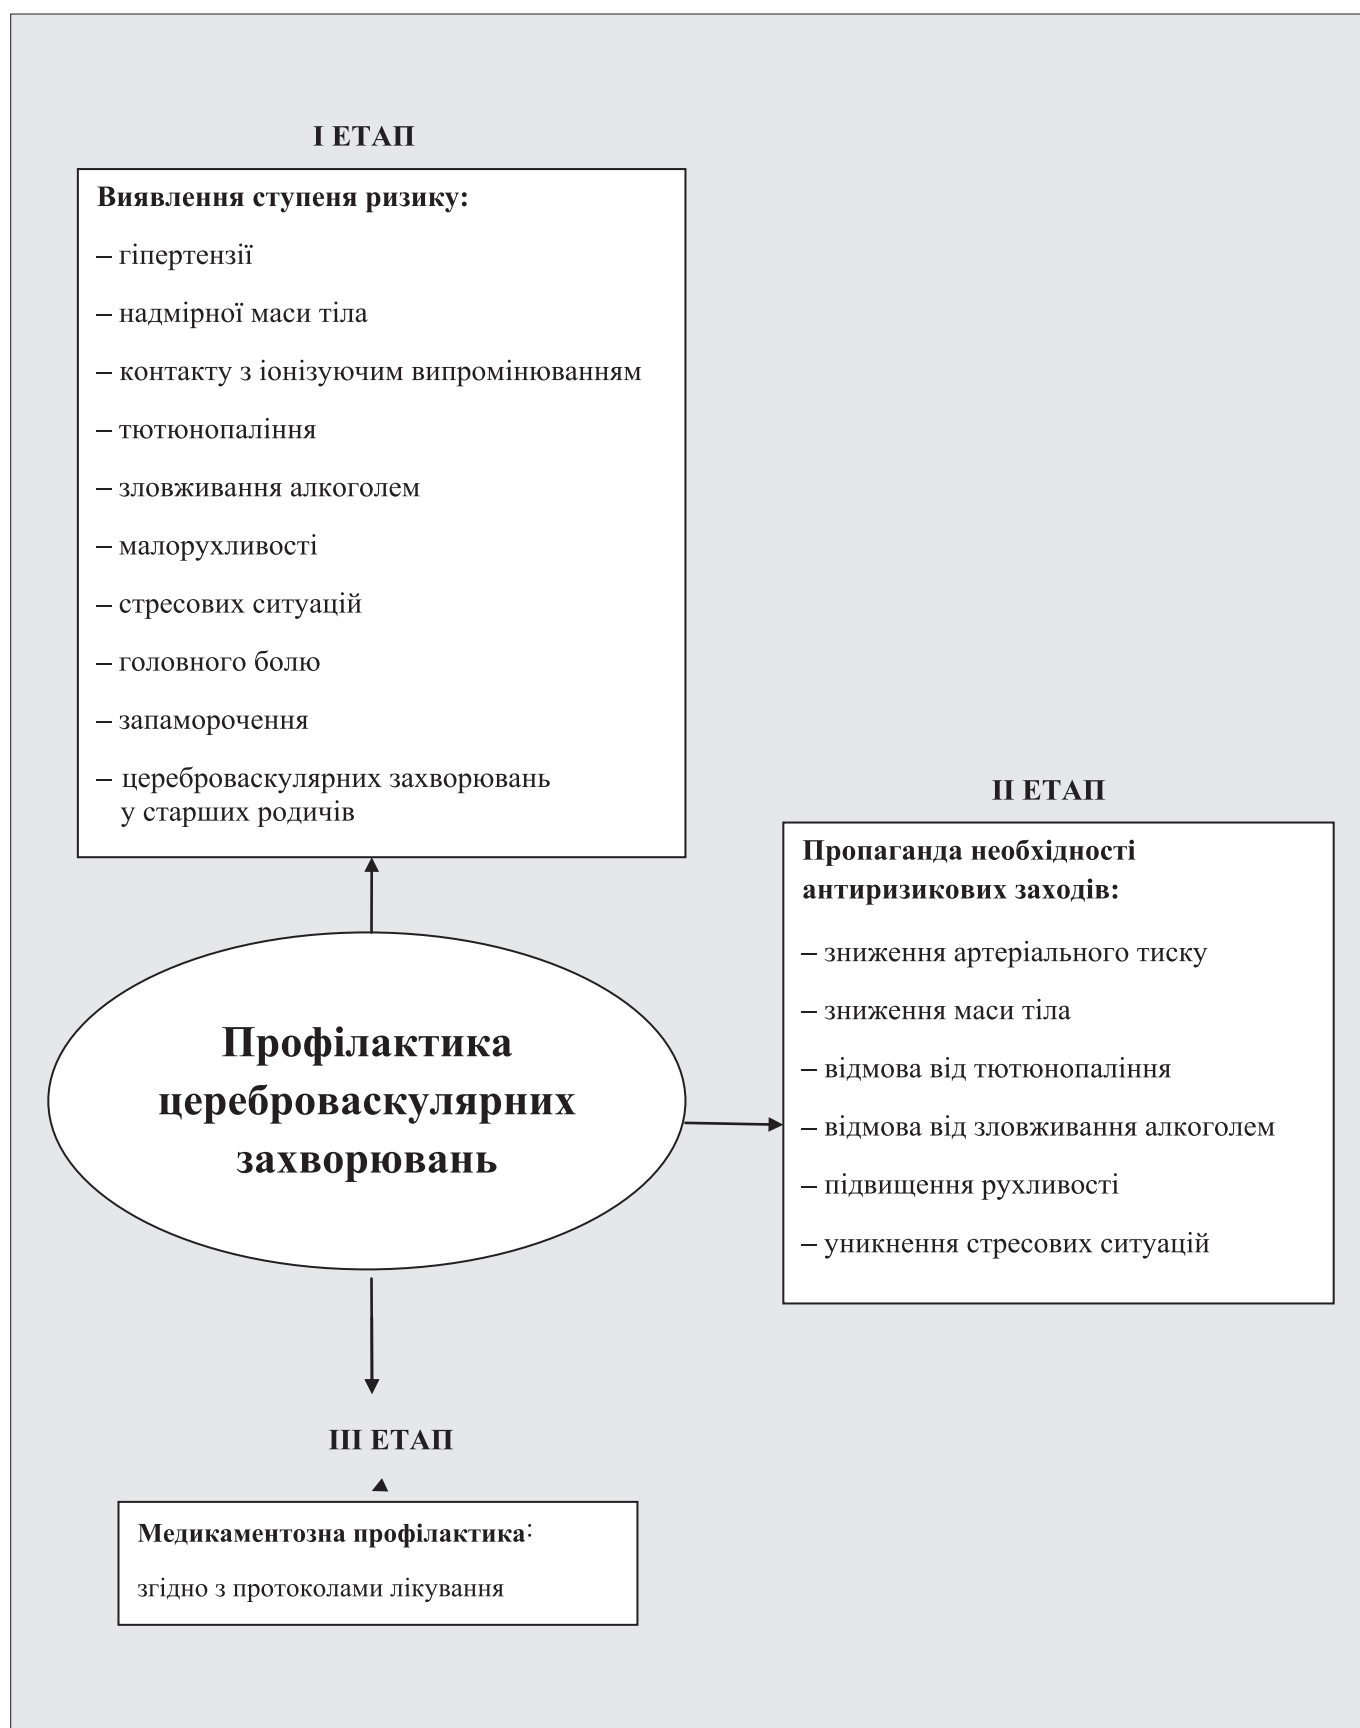 I ЕТАП
Виявлення ступеня ризику:
– гіпертензії
– надмірної маси тіла
– контакту з іонізуючим випромінюванням
– тютюнопаління
– зловживання алкоголем
– малорухливості
– стресових ситуацій
– головного болю
– запаморочення
– цереброваскулярних захворювань
у старших родичів
II ЕТАП
Пропаганда необхідності
антиризикових заходів:
– зниження артеріального тиску
– зниження маси тіла
– відмова від тютюнопаління
– відмова від зловживання алкоголем
– підвищення рухливості
– уникнення стресових ситуацій
Профілактика
цереброваскулярних
захворювань
III ЕТАП
Медикаментозна профілактика:
згідно з протоколами лікування